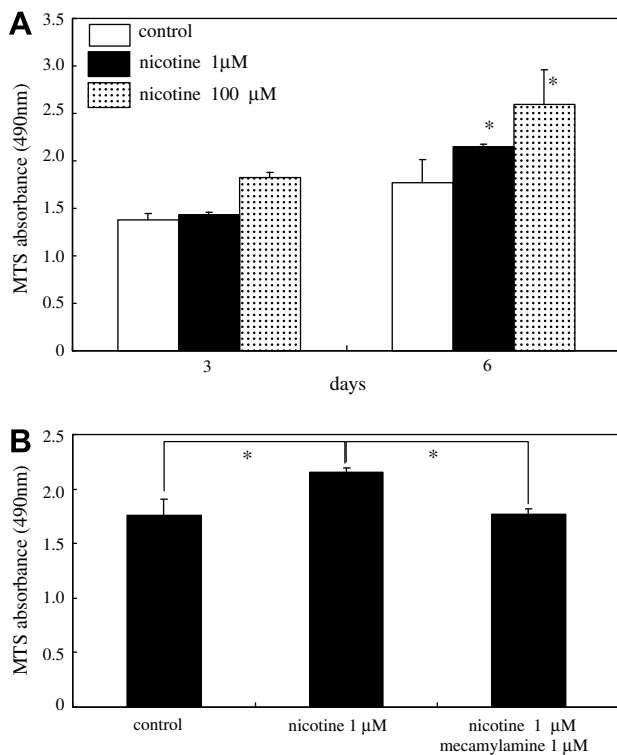 A
3.5
3.0
2.5
2.0
1.5
1.0
0.5
0
MTS absorbance (490nm)
control
nicotine 1μM
nicotine 100 μM
*
*
3
6
days
B
2.5
2.0
1.5
1.0
0.5
0
MTS absorbance (490nm)
*
*
control
nicotine 1 μM
nicotine 1 μM
mecamylamine 1 μM